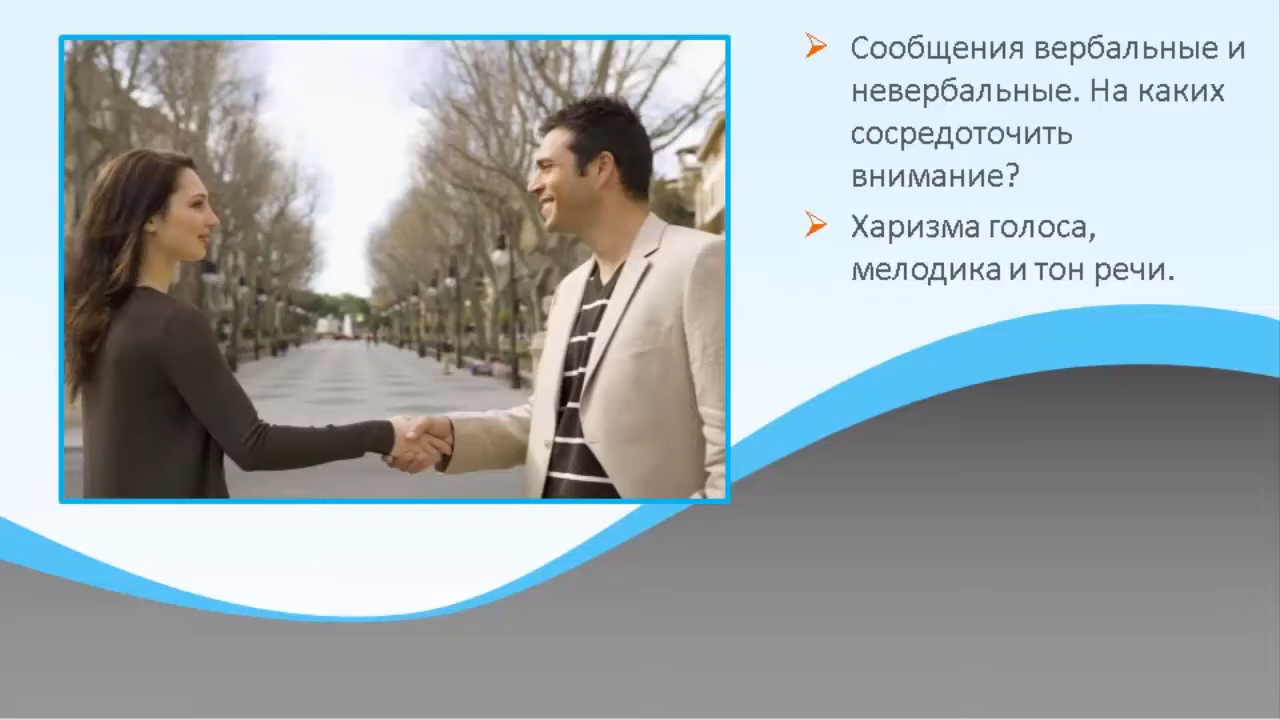 Сообщения вербальные и
невербальные. На каких
сосредоточить
внимание?
Харизма голоса,
мелодика и тон речи.